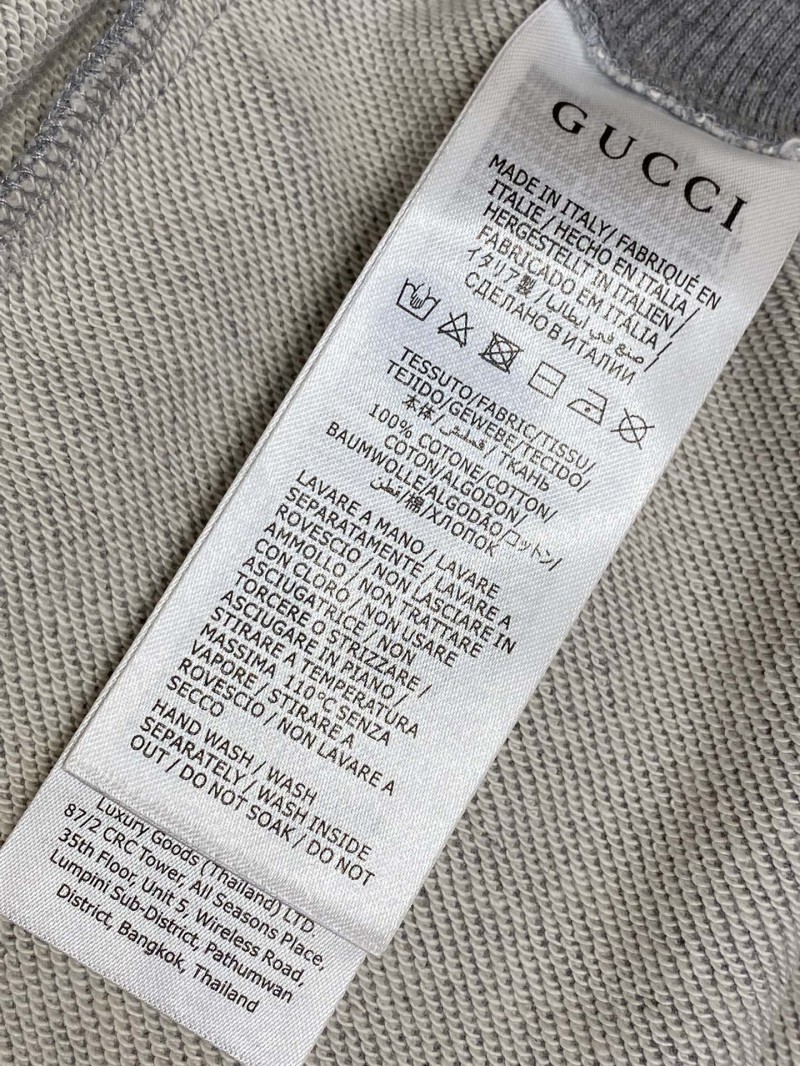 GUCCI
MADE IN ITALY/ FABRIQUÉ EN
ITALIE / HECHO EN ITALIA /
HERGESTELLT IN ITALIEN /
FABRICADO EM ITÁLIA /
イタリア製 / صنع في ايطاليا /
СДЕЛАНО В ИТАЛИИ
TESSUTO/FABRIC/TISSU/
TEJIDO/GEWEBE/TECIDO/
本体/قماش/ТКАНЬ
100% COTONE/COTTON/
COTON/ALGODON/
BAUMWOLLE/ALGODÃO/コットン/
قطن/棉/ХЛОПОК
LAVARE A MANO / LAVARE
SEPARATAMENTE / LAVARE A
ROVESCIO / NON LASCIARE IN
AMMOLLO / NON TRATTARE
CON CLORO / NON USARE
ASCIUGATRICE / NON
TORCERE O STRIZZARE /
ASCIUGARE IN PIANO /
STIRARE A TEMPERATURA
MASSIMA 110°C SENZA
VAPORE / STIRARE A
ROVESCIO / NON LAVARE A
SECCO
HAND WASH / WASH
SEPARATELY / WASH INSIDE
OUT / DO NOT SOAK / DO NOT
Luxury Goods (Thailand) LTD
87/2 CRC Tower, All Seasons Place,
35th Floor, Unit 5, Wireless Road,
Lumpini Sub-District, Pathumwan
District, Bangkok, Thailand